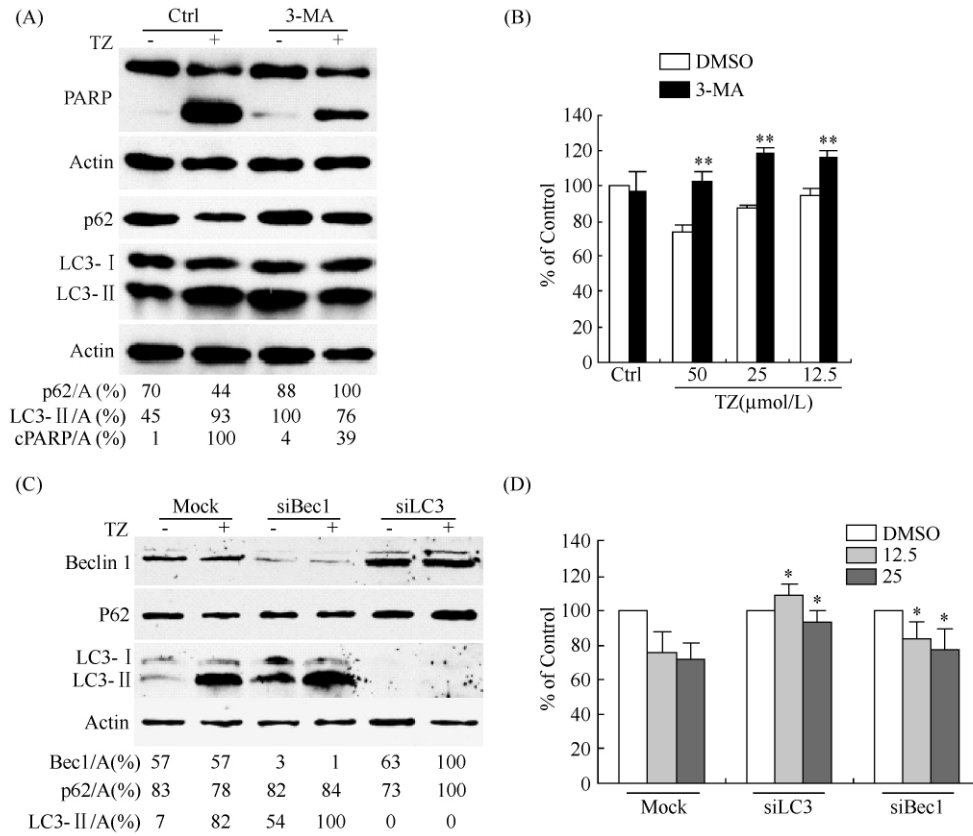 (A)
Ctrl 3-MA
TZ - + - +
PARP
Actin
p62
LC3-Ⅰ
LC3-Ⅱ
Actin
p62/A (%) 70 44 88 100
LC3-Ⅱ/A (%) 45 93 100 76
cPARP/A (%) 1 100 4 39
(B)
DMSO
3-MA
% of Control
140
120
100
80
60
40
20
0
** ** **
Ctrl 50 25 12.5
TZ(μmol/L)
(C)
Mock siBec1 siLC3
TZ - + - + - +
Beclin 1
P62
LC3-Ⅰ
LC3-Ⅱ
Actin
Bec1/A(%) 57 57 3 1 63 100
p62/A(%) 83 78 82 84 73 100
LC3-Ⅱ/A(%) 7 82 54 100 0 0
(D)
DMSO
12.5
25
% of Control
140
120
100
80
60
40
20
0
* * * *
Mock siLC3 siBec1